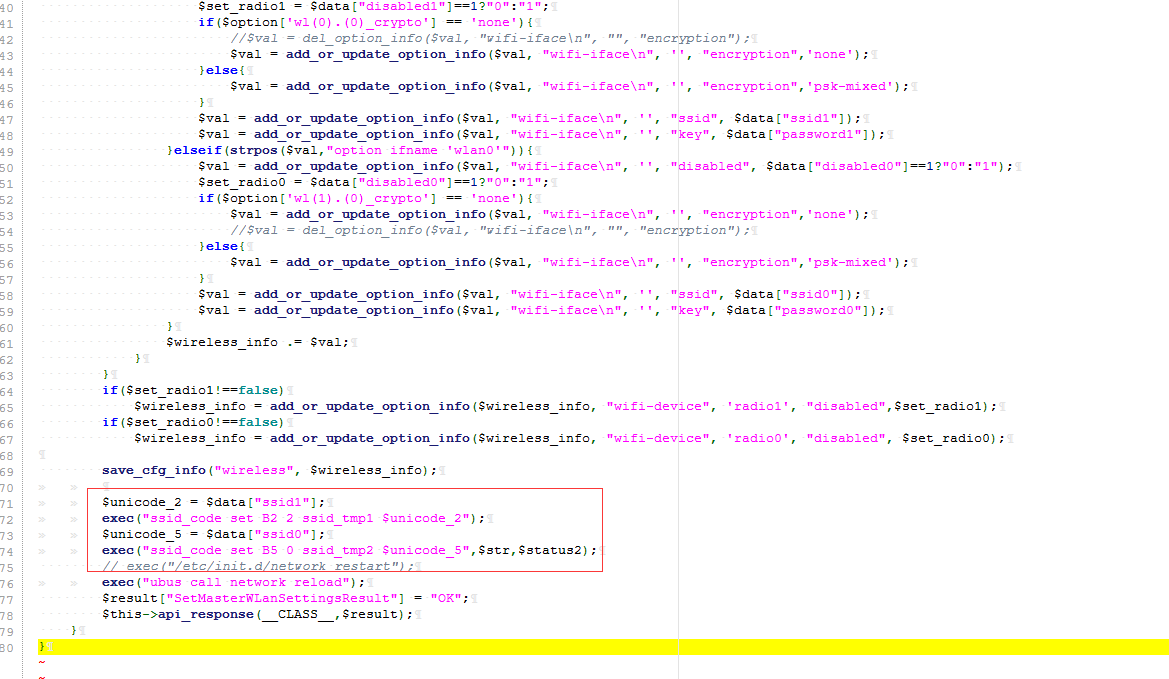 40 $set_radio1 = $data["disabled1"]==1?"0":"1";
41 if($option['wl(0).(0)_crypto'] == 'none'){
42 //$val = del_option_info($val, "wifi-iface\n", "", "encryption");
43 $val = add_or_update_option_info($val, "wifi-iface\n", '', "encryption",'none');
44 }else{
45 $val = add_or_update_option_info($val, "wifi-iface\n", '', "encryption",'psk-mixed');
46 }
47 $val = add_or_update_option_info($val, "wifi-iface\n", '', "ssid", $data["ssid1"]);
48 $val = add_or_update_option_info($val, "wifi-iface\n", '', "key", $data["password1"]);
49 }elseif(strpos($val,"option ifname 'wlan0'")){
50 $val = add_or_update_option_info($val, "wifi-iface\n", '', "disabled", $data["disabled0"]==1?"0":"1");
51 $set_radio0 = $data["disabled0"]==1?"0":"1";
52 if($option['wl(1).(0)_crypto'] == 'none'){
53 $val = add_or_update_option_info($val, "wifi-iface\n", '', "encryption",'none');
54 //$val = del_option_info($val, "wifi-iface\n", "", "encryption");
55 }else{
56 $val = add_or_update_option_info($val, "wifi-iface\n", '', "encryption",'psk-mixed');
57 }
58 $val = add_or_update_option_info($val, "wifi-iface\n", '', "ssid", $data["ssid0"]);
59 $val = add_or_update_option_info($val, "wifi-iface\n", '', "key", $data["password0"]);
60 }
61 $wireless_info .= $val;
62 }
63 }
64 if($set_radio1!==false)
65 $wireless_info = add_or_update_option_info($wireless_info, "wifi-device", 'radio1', "disabled",$set_radio1);
66 if($set_radio0!==false)
67 $wireless_info = add_or_update_option_info($wireless_info, "wifi-device", 'radio0', "disabled", $set_radio0);
68
69 save_cfg_info("wireless", $wireless_info);
70
71 $unicode_2 = $data["ssid1"];
72 exec("ssid_code set B2 2 ssid_tmp1 $unicode_2");
73 $unicode_5 = $data["ssid0"];
74 exec("ssid_code set B5 0 ssid_tmp2 $unicode_5",$str,$status2);
75 // exec("/etc/init.d/network restart");
76 exec("ubus call network reload");
77 $result["SetMasterWLanSettingsResult"] = "OK";
78 $this->api_response(__CLASS__,$result);
79 }
80 }
~
~